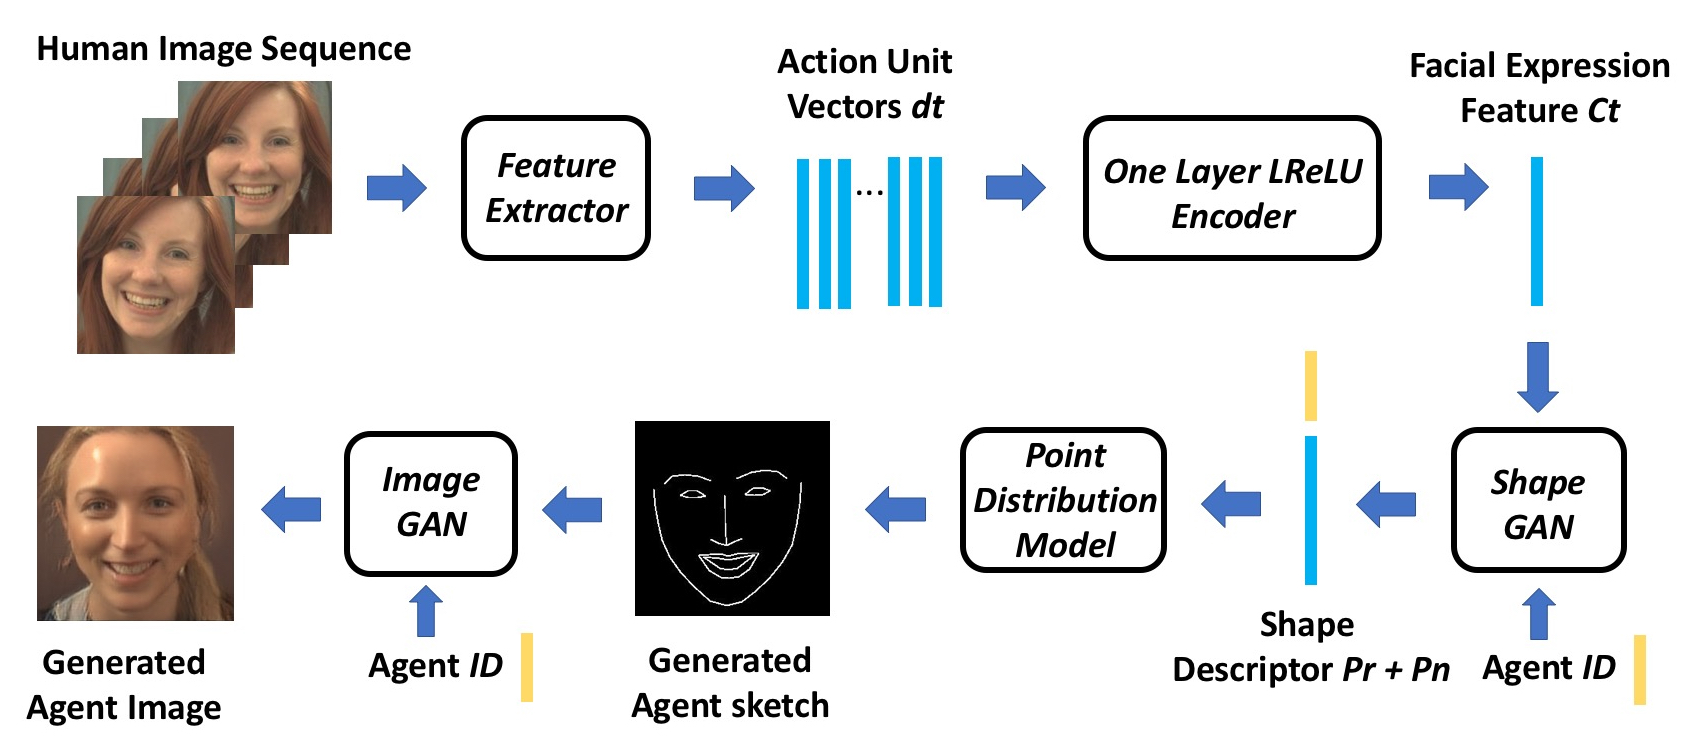 Human Image Sequence
Feature
Extractor
Action Unit
Vectors dt
...
One Layer LReLU
Encoder
Facial Expression
Feature Ct
Shape
GAN
Agent ID
Shape
Descriptor Pr + Pn
Point
Distribution
Model
Generated
Agent sketch
Image
GAN
Agent ID
Generated
Agent Image